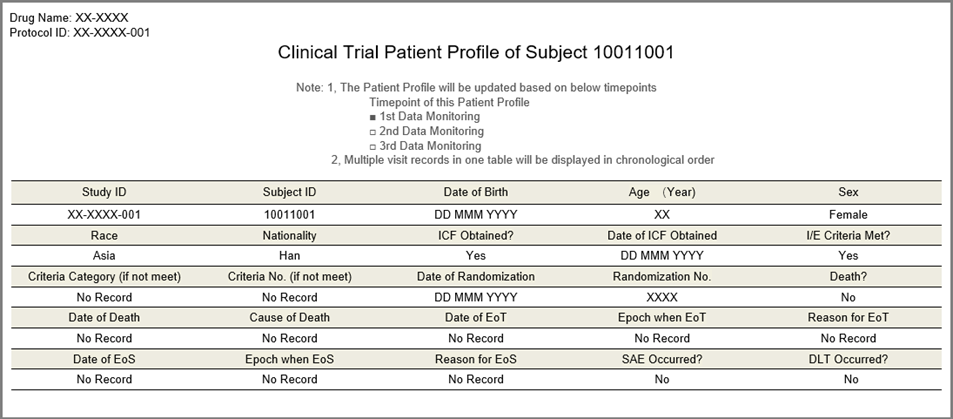 Drug Name: XX-XXXX
Protocol ID: XX-XXXX-001
Clinical Trial Patient Profile of Subject 10011001
Note: 1, The Patient Profile will be updated based on below timepoints
Timepoint of this Patient Profile
■ 1st Data Monitoring
□ 2nd Data Monitoring
□ 3rd Data Monitoring
2, Multiple visit records in one table will be displayed in chronological order
Study ID Subject ID Date of Birth Age （Year) Sex
XX-XXXX-001 10011001 DD MMM YYYY XX Female
Race Nationality ICF Obtained? Date of ICF Obtained I/E Criteria Met?
Asia Han Yes DD MMM YYYY Yes
Criteria Category (if not meet) Criteria No. (if not meet) Date of Randomization Randomization No. Death?
No Record No Record DD MMM YYYY XXXX No
Date of Death Cause of Death Date of EoT Epoch when EoT Reason for EoT
No Record No Record No Record No Record No Record
Date of EoS Epoch when EoS Reason for EoS SAE Occurred? DLT Occurred?
No Record No Record No Record No No